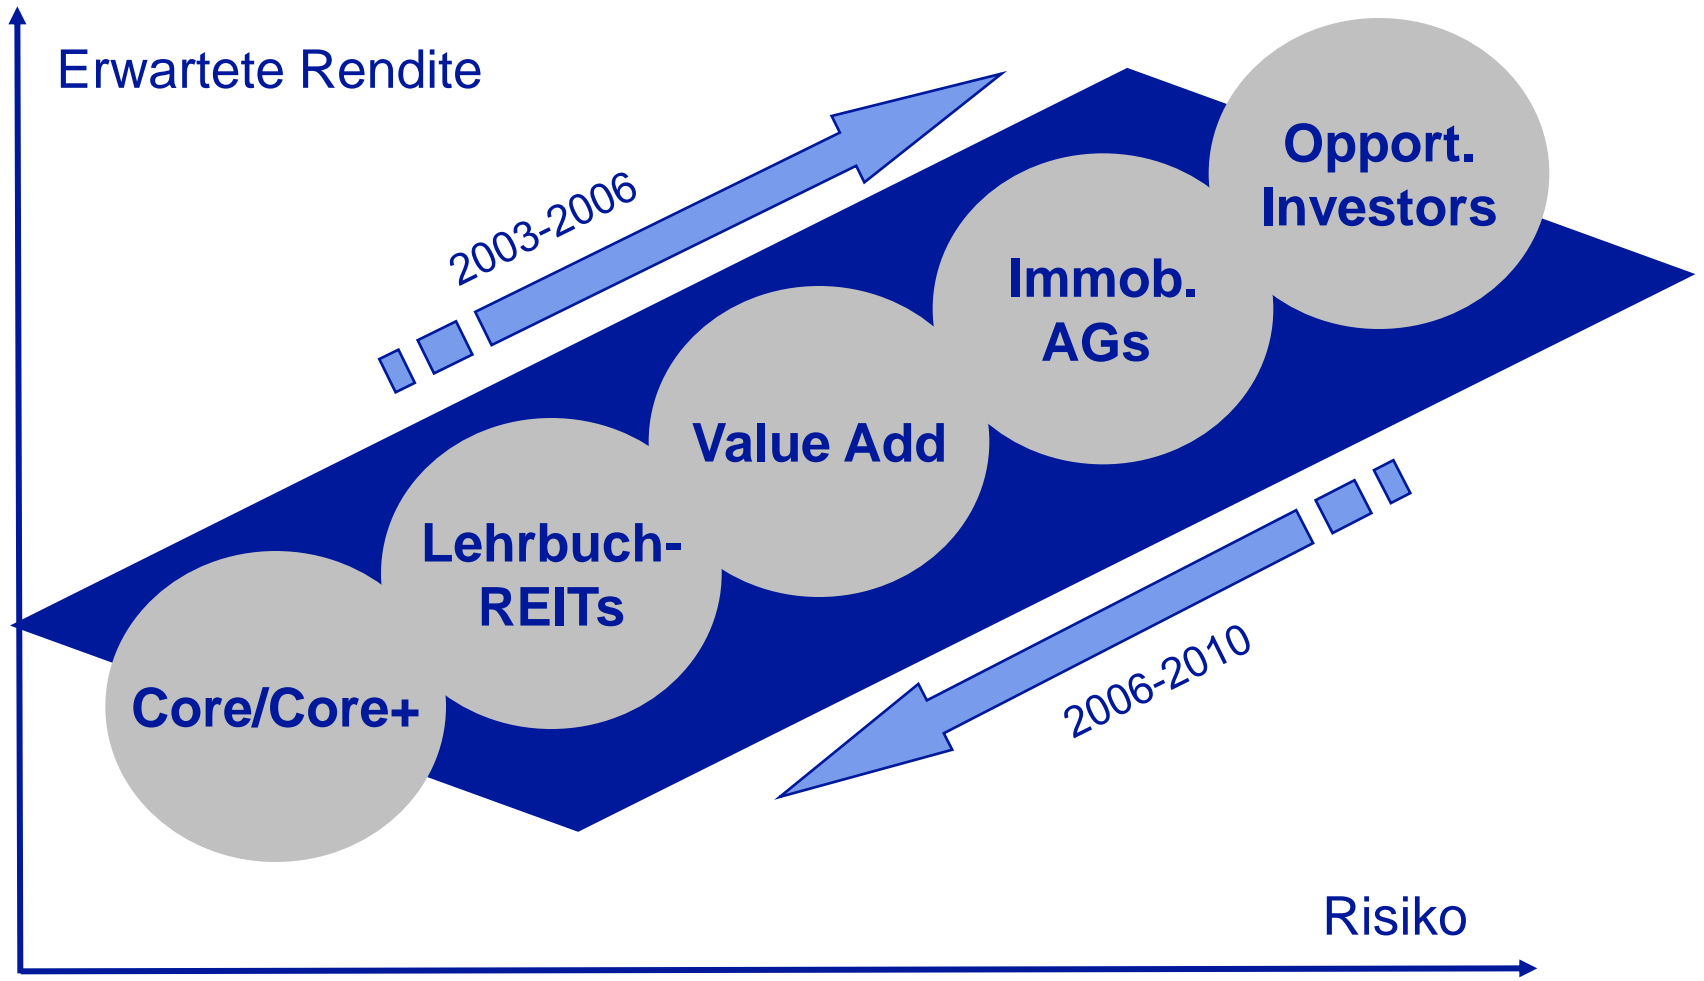 Erwartete Rendite
2003-2006
Opport.
Investors
Immob.
AGs
Value Add
Lehrbuch-
REITs
Core/Core+
2006-2010
Risiko